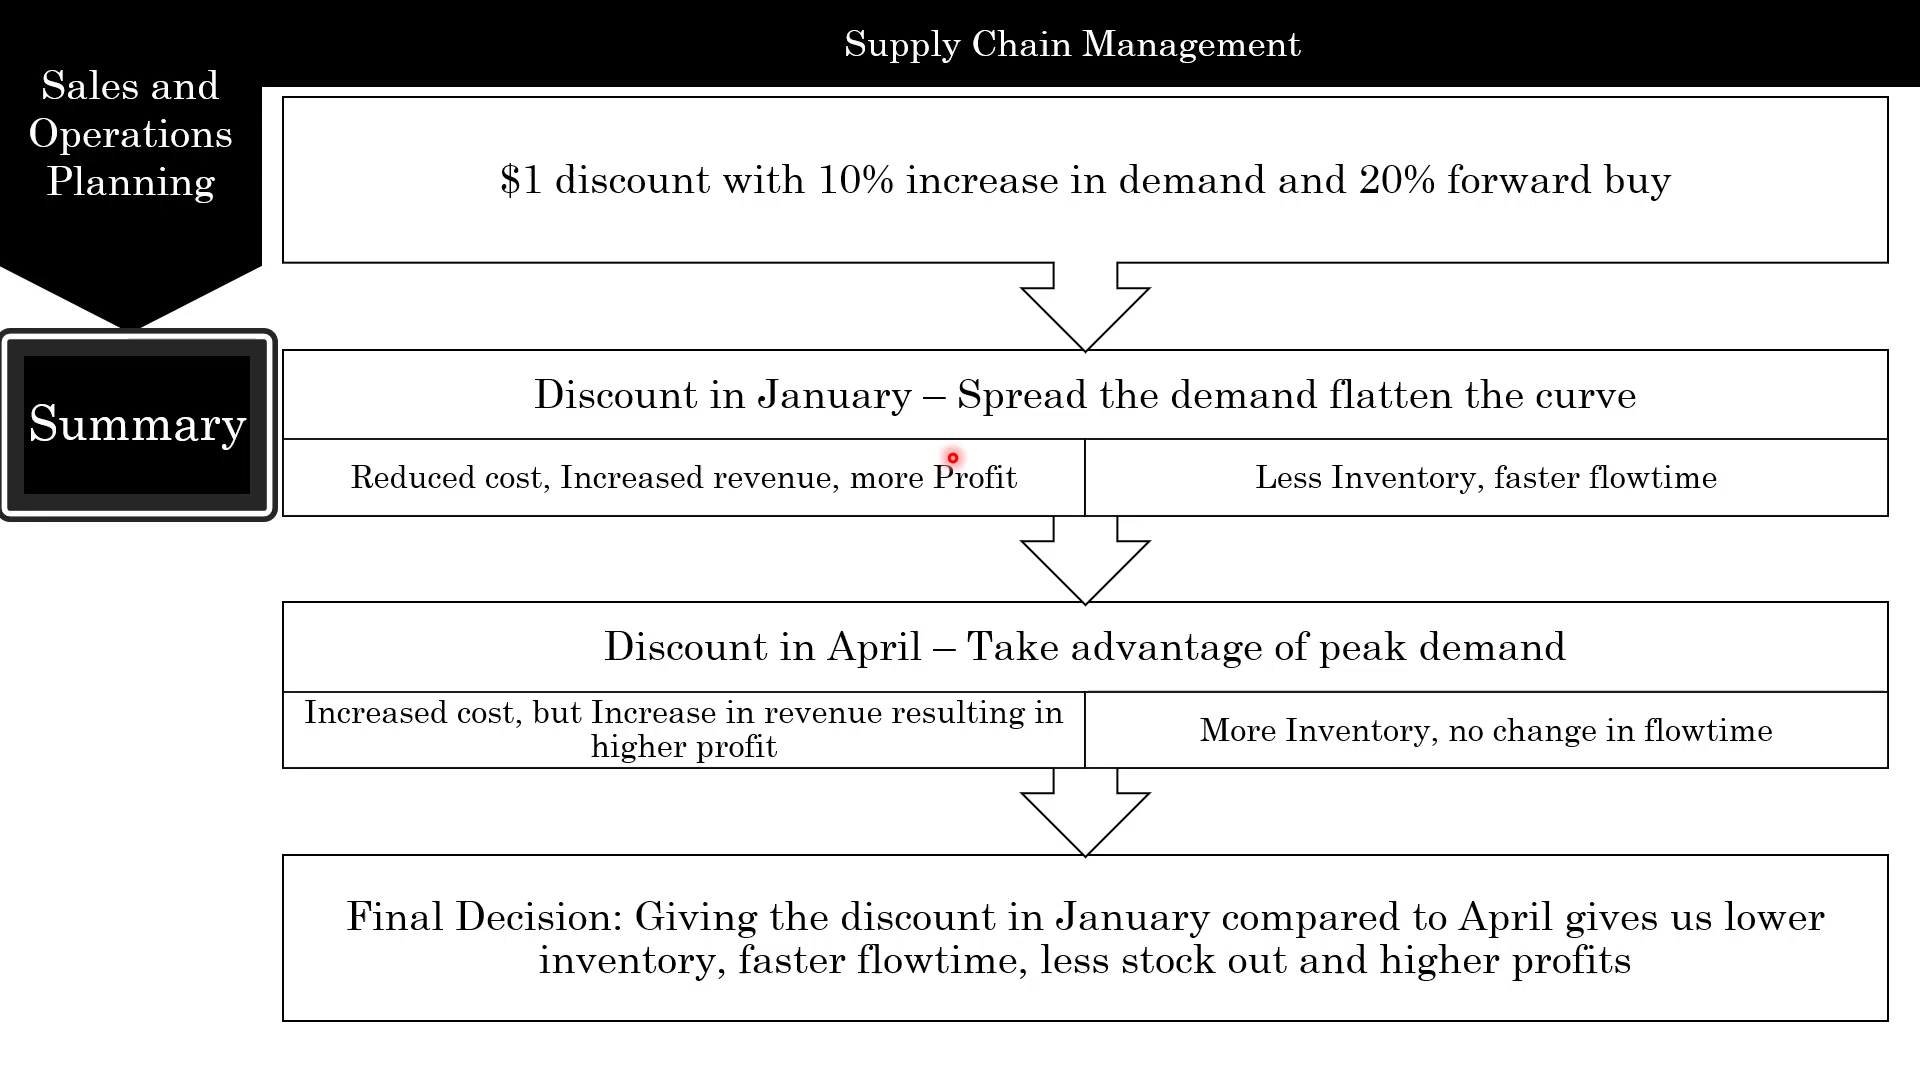 Supply Chain Management
Sales and
Operations
Planning
Summary
$1 discount with 10% increase in demand and 20% forward buy
Discount in January – Spread the demand flatten the curve
Reduced cost, Increased revenue, more Profit
Less Inventory, faster flowtime
Discount in April – Take advantage of peak demand
Increased cost, but Increase in revenue resulting in
higher profit
More Inventory, no change in flowtime
Final Decision: Giving the discount in January compared to April gives us lower
inventory, faster flowtime, less stock out and higher profits